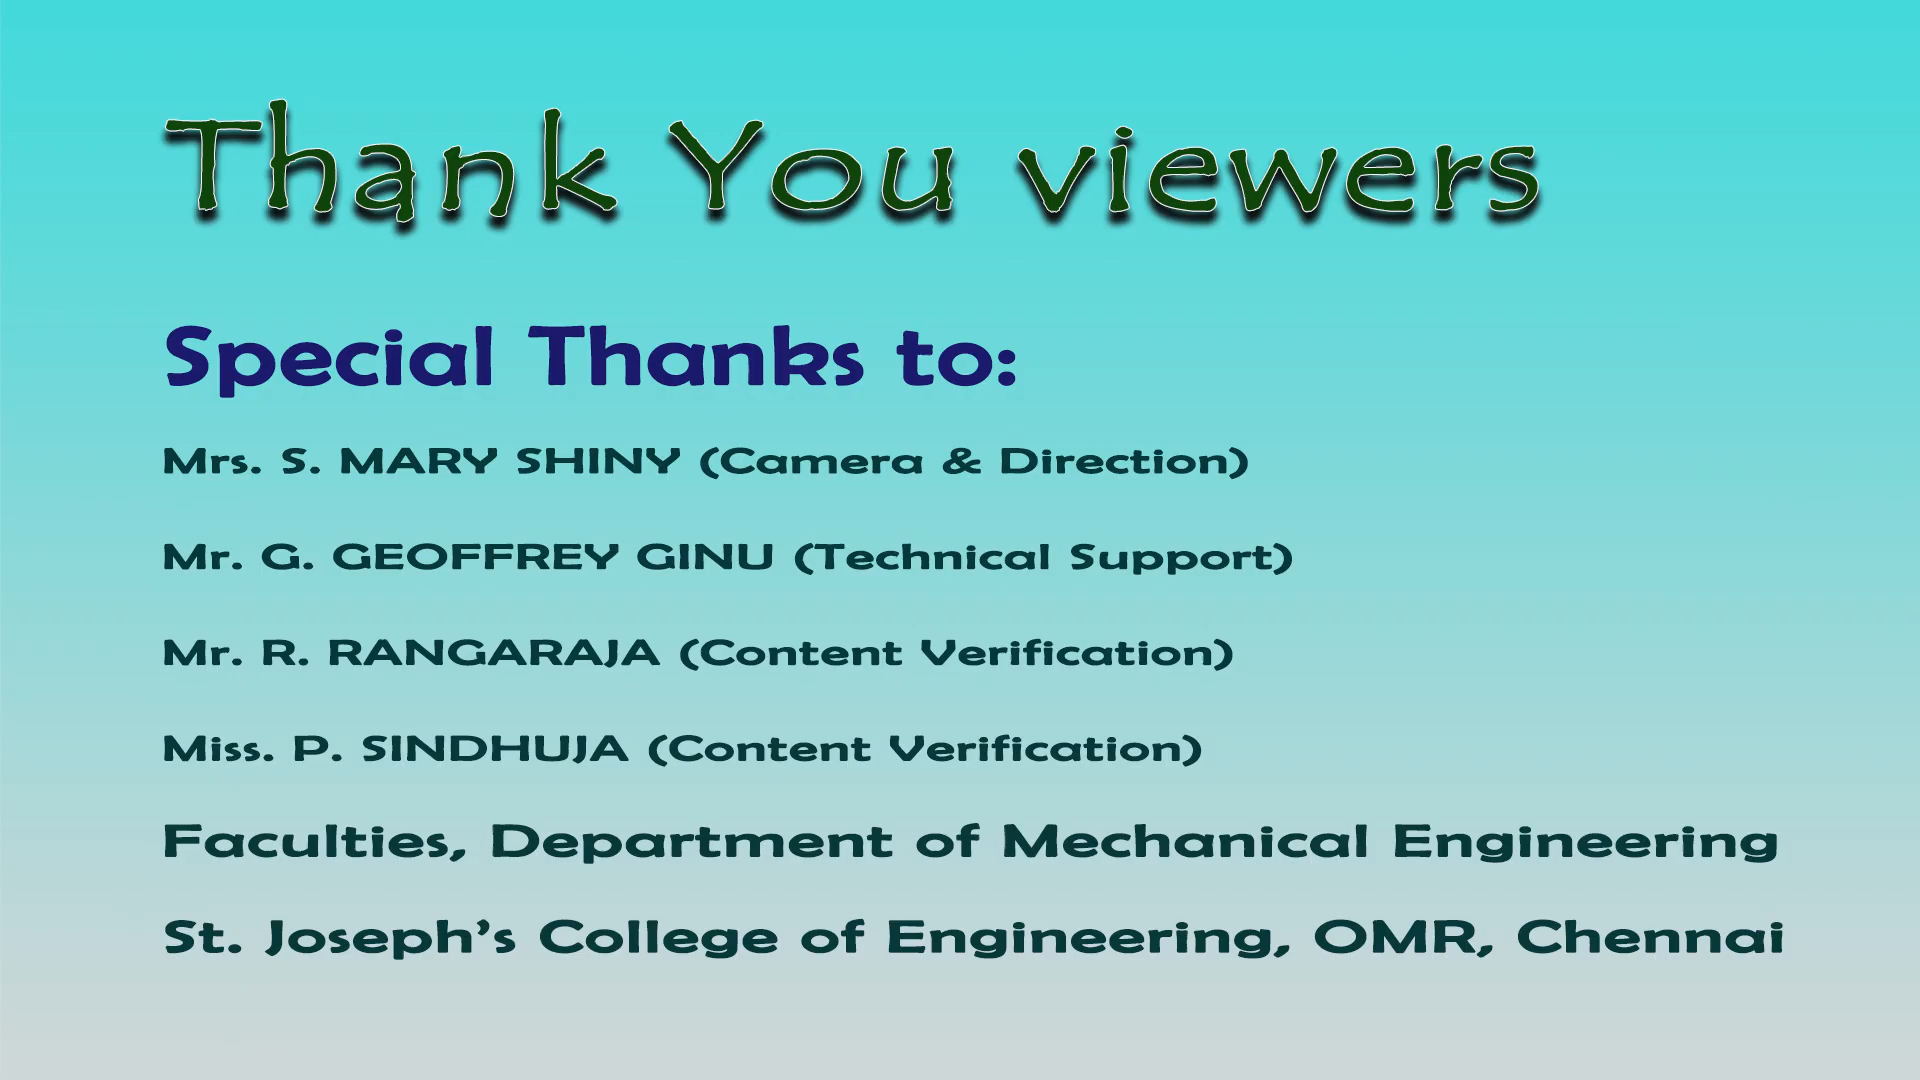 Thank You viewers
Special Thanks to:
Mrs. S. MARY SHINY (Camera & Direction)
Mr. G. GEOFFREY GINU (Technical Support)
Mr. R. RANGARAJA (Content Verification)
Miss. P. SINDHUJA (Content Verification)
Faculties, Department of Mechanical Engineering
St. Joseph’s College of Engineering, OMR, Chennai